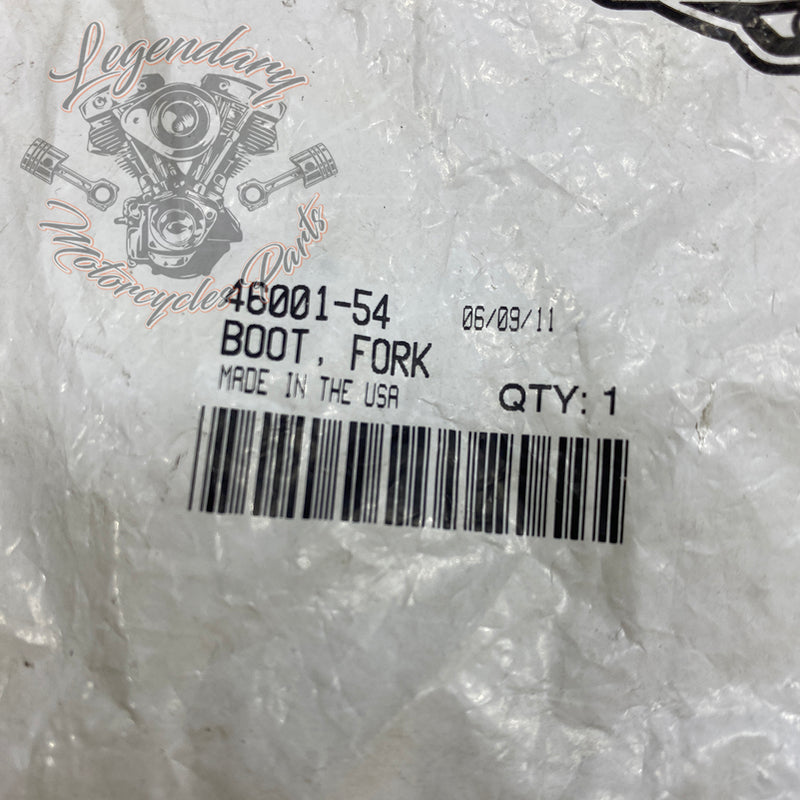 Legendary
Motorcycles Parts
46001-54 06/09/11
BOOT, FORK
MADE IN THE USA QTY: 1